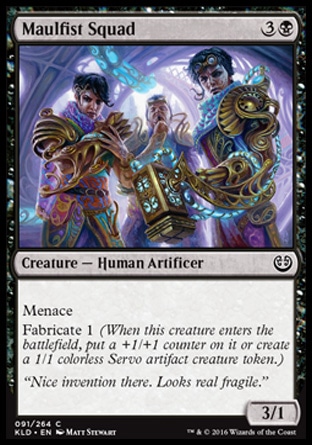 Maulfist Squad 3
Creature — Human Artificer
Menace
Fabricate 1 (When this creature enters the
battlefield, put a +1/+1 counter on it or create
a 1/1 colorless Servo artifact creature token.)
“Nice invention there. Looks real fragile.”
3/1
091/264 C
KLD • EN Matt Stewart ™ & © 2016 Wizards of the Coast